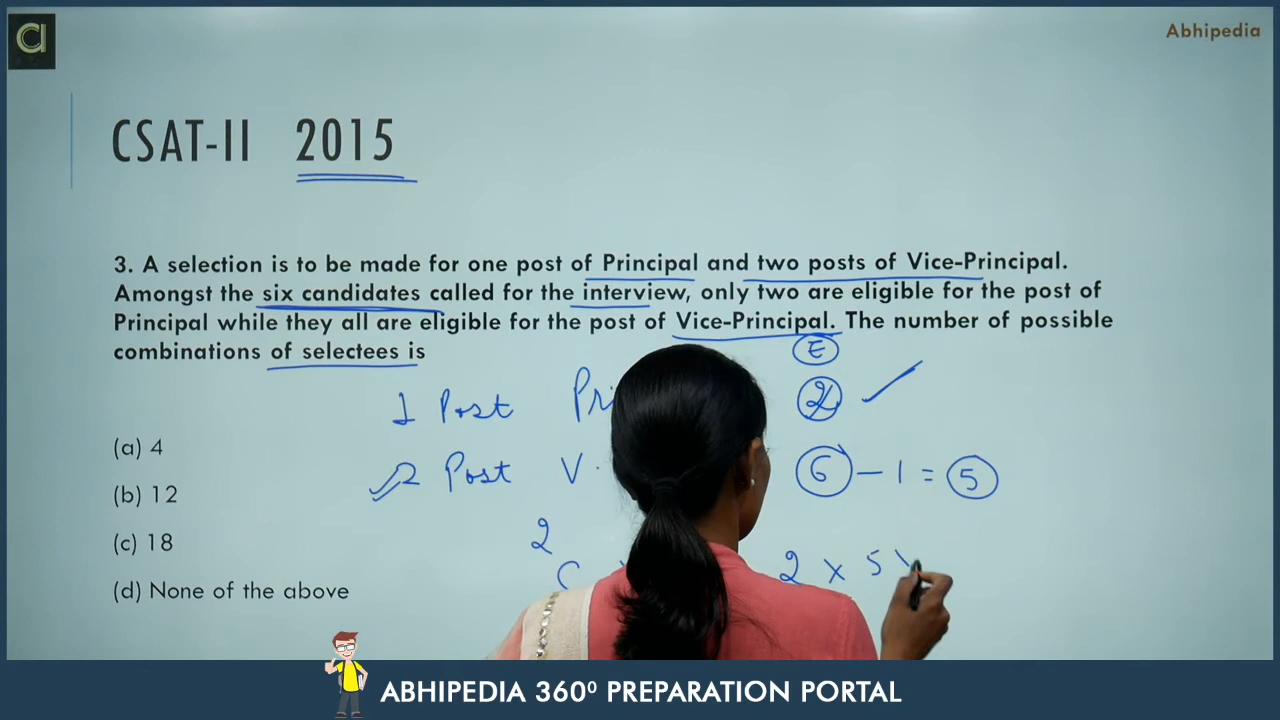 Abhipedia
CSAT-II 2015
3. A selection is to be made for one post of Principal and two posts of Vice-Principal.
Amongst the six candidates called for the interview, only two are eligible for the post of
Principal while they all are eligible for the post of Vice-Principal. The number of possible
combinations of selectees is
E
1 Post Pri 2
2 Post V. 6 - 1 = 5
2
C 2 x 5
(a) 4
(b) 12
(c) 18
(d) None of the above
ABHIPEDIA 360⁰ PREPARATION PORTAL